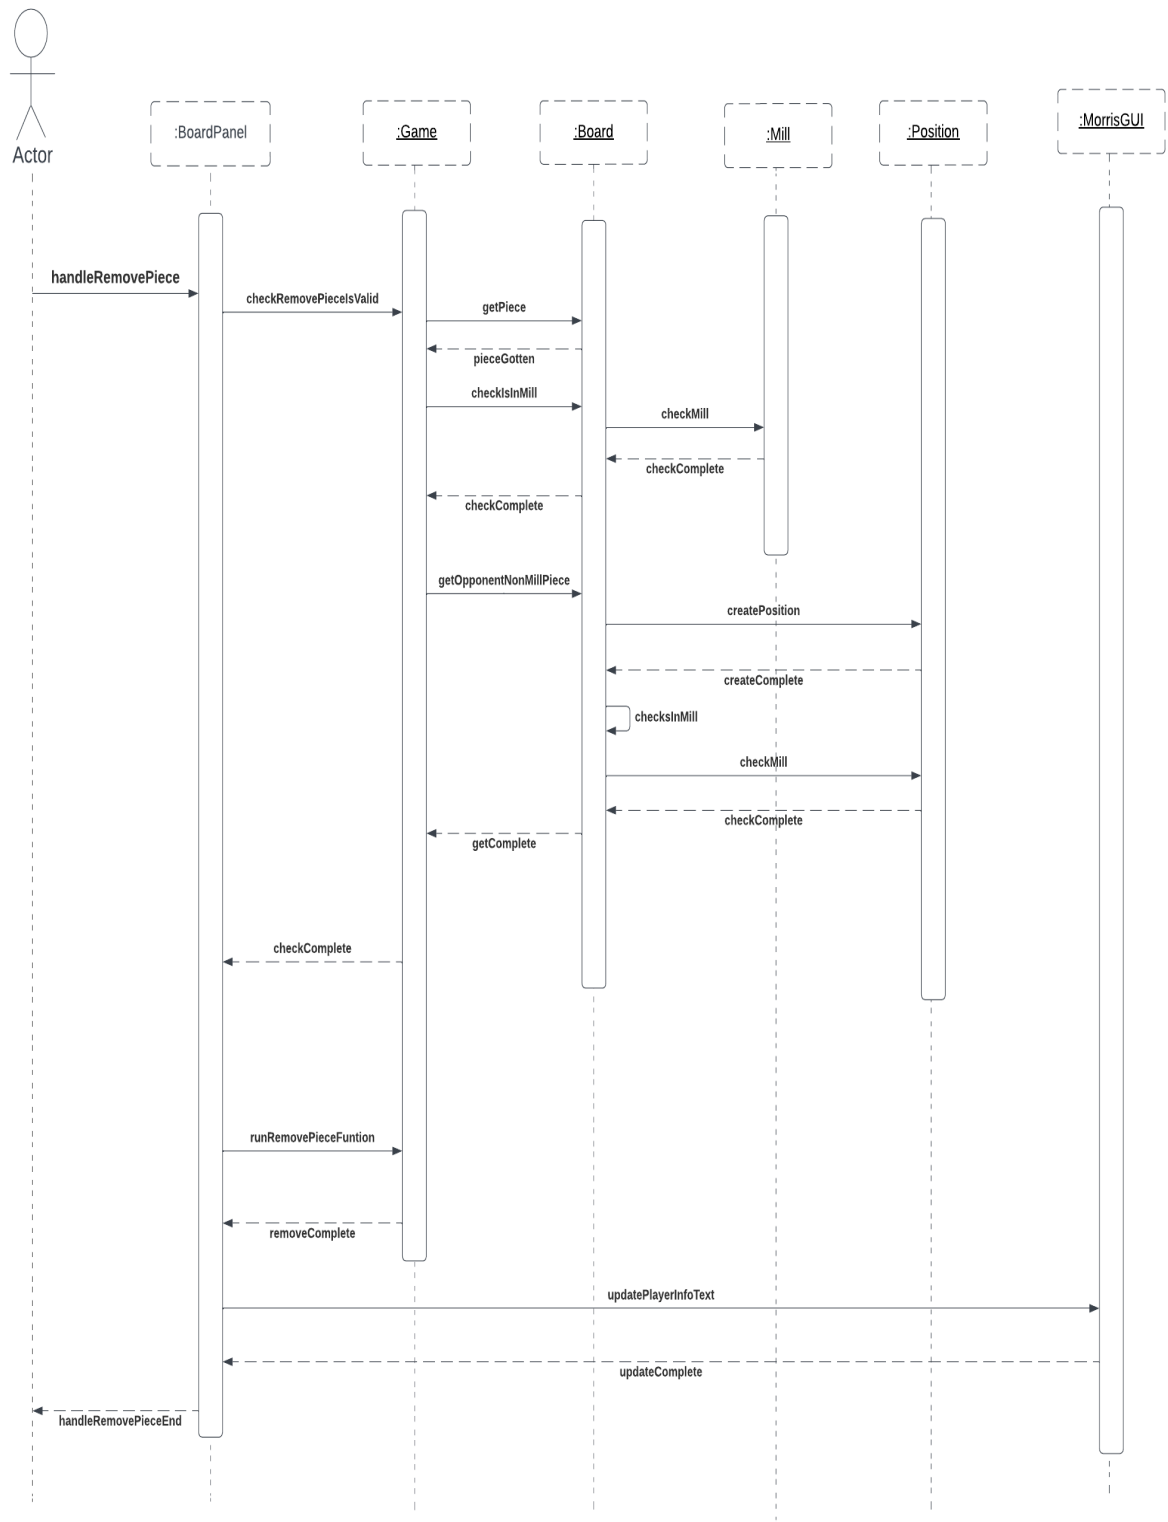 Actor
:BoardPanel
:Game
:Board
:Mill
:Position
:MorrisGUI
handleRemovePiece
checkRemovePieceIsValid
getPiece
pieceGotten
checkIsInMill
checkMill
checkComplete
checkComplete
getOpponentNonMillPiece
createPosition
createComplete
checksInMill
checkMill
checkComplete
getComplete
checkComplete
runRemovePieceFuntion
removeComplete
updatePlayerInfoText
updateComplete
handleRemovePieceEnd